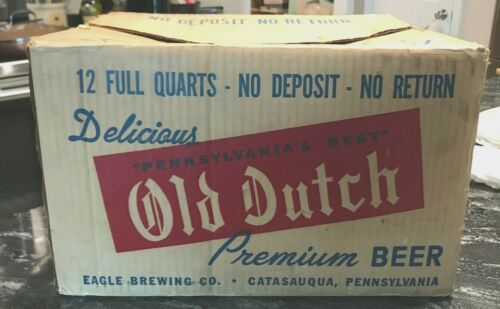 NO DEPOSIT - NO RETURN
12 FULL QUARTS - NO DEPOSIT - NO RETURN
Delicious
"PENNSYLVANIA'S BEST"
Old Dutch
Premium BEER
EAGLE BREWING CO. • CATASAUQUA, PENNSYLVANIA